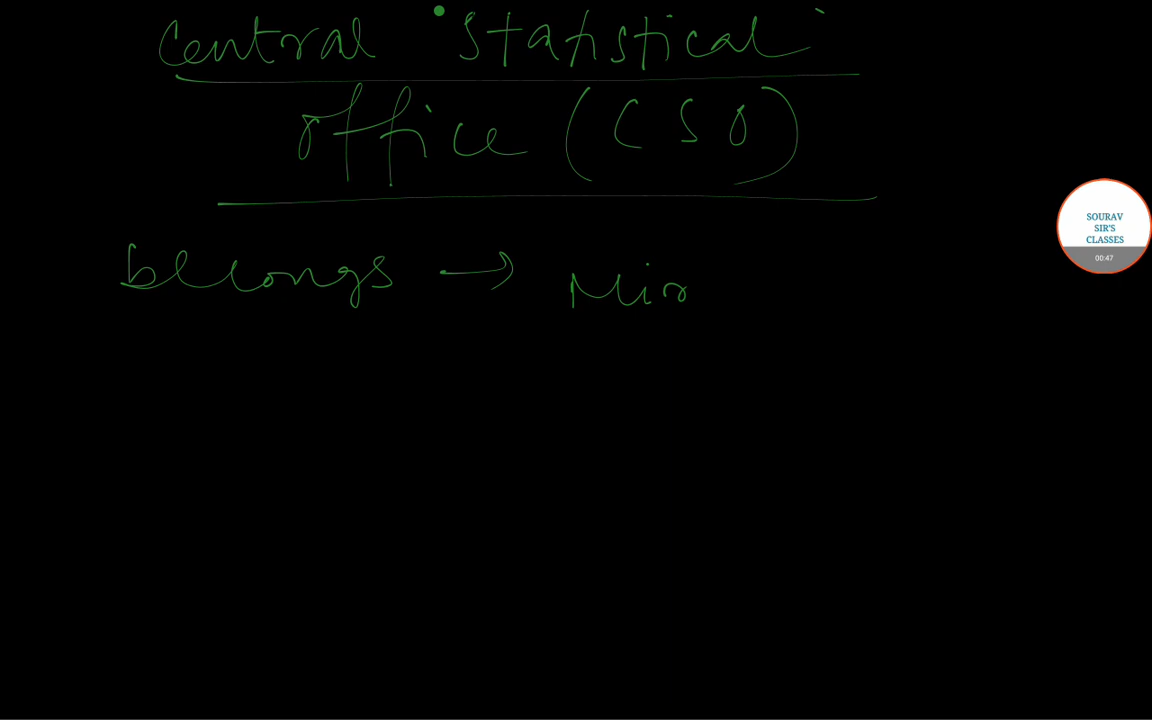 Central Statistical
office (CSO)
belongs → Min
SOURAV
SIR'S
CLASSES
00:47